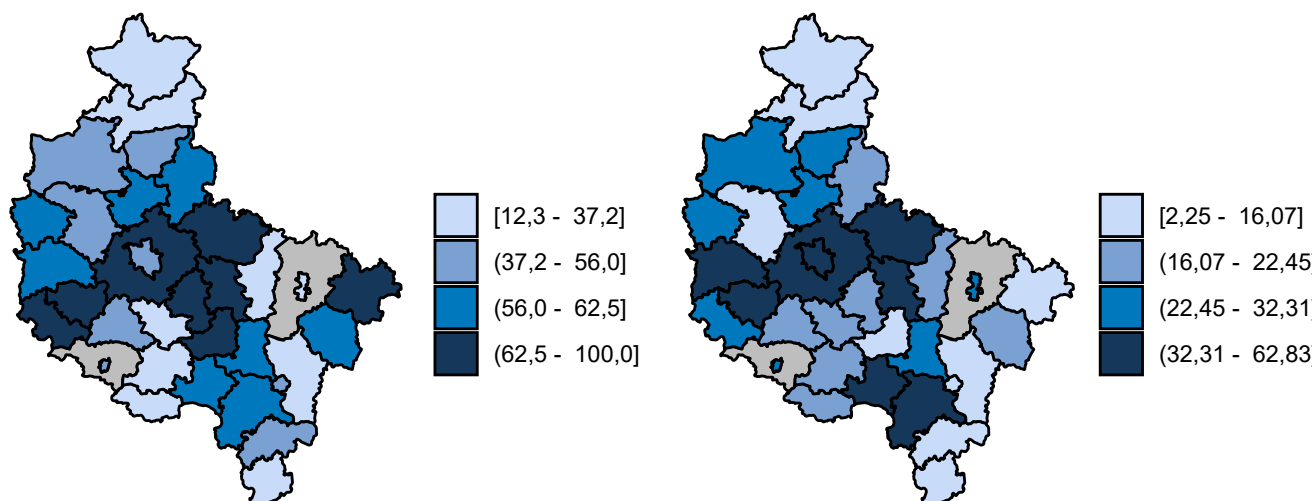 [12,3 - 37,2]
(37,2 - 56,0]
(56,0 - 62,5]
(62,5 - 100,0]
[2,25 - 16,07]
(16,07 - 22,45]
(22,45 - 32,31]
(32,31 - 62,83]